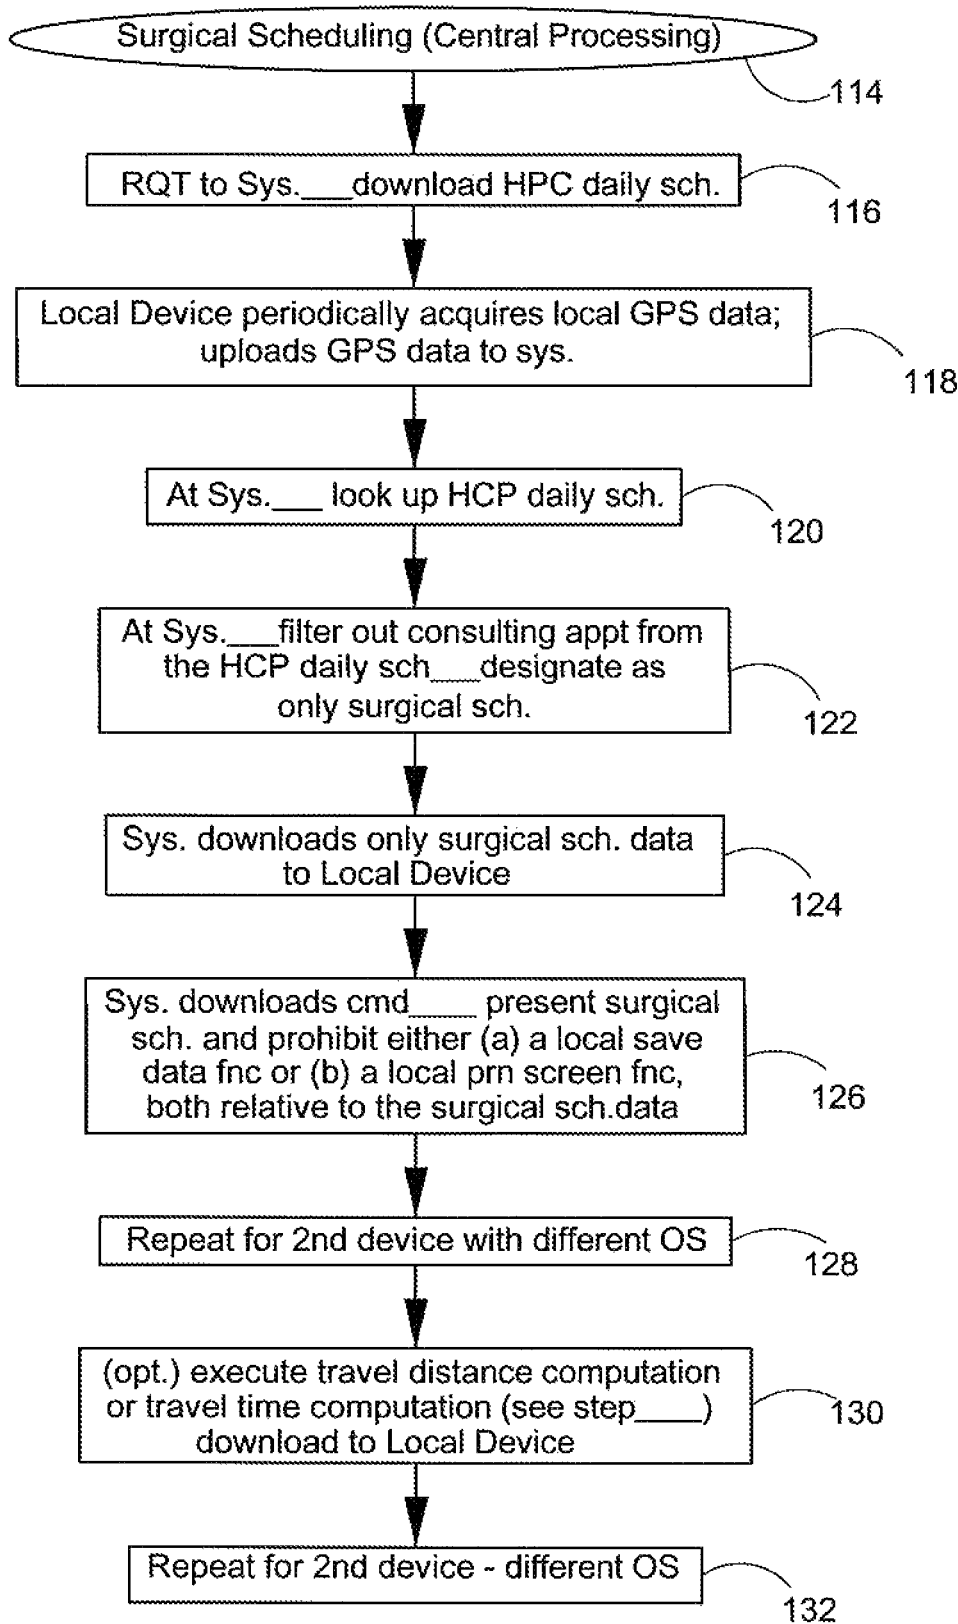 Surgical Scheduling (Central Processing)
114
RQT to Sys.___download HPC daily sch.
116
Local Device periodically acquires local GPS data;
uploads GPS data to sys.
118
At Sys.___ look up HCP daily sch.
120
At Sys.___filter out consulting appt from
the HCP daily sch___designate as
only surgical sch.
122
Sys. downloads only surgical sch. data
to Local Device
124
Sys. downloads cmd____ present surgical
sch. and prohibit either (a) a local save
data fnc or (b) a local prn screen fnc,
both relative to the surgical sch.data
126
Repeat for 2nd device with different OS
128
(opt.) execute travel distance computation
or travel time computation (see step____)
download to Local Device
130
Repeat for 2nd device - different OS
132